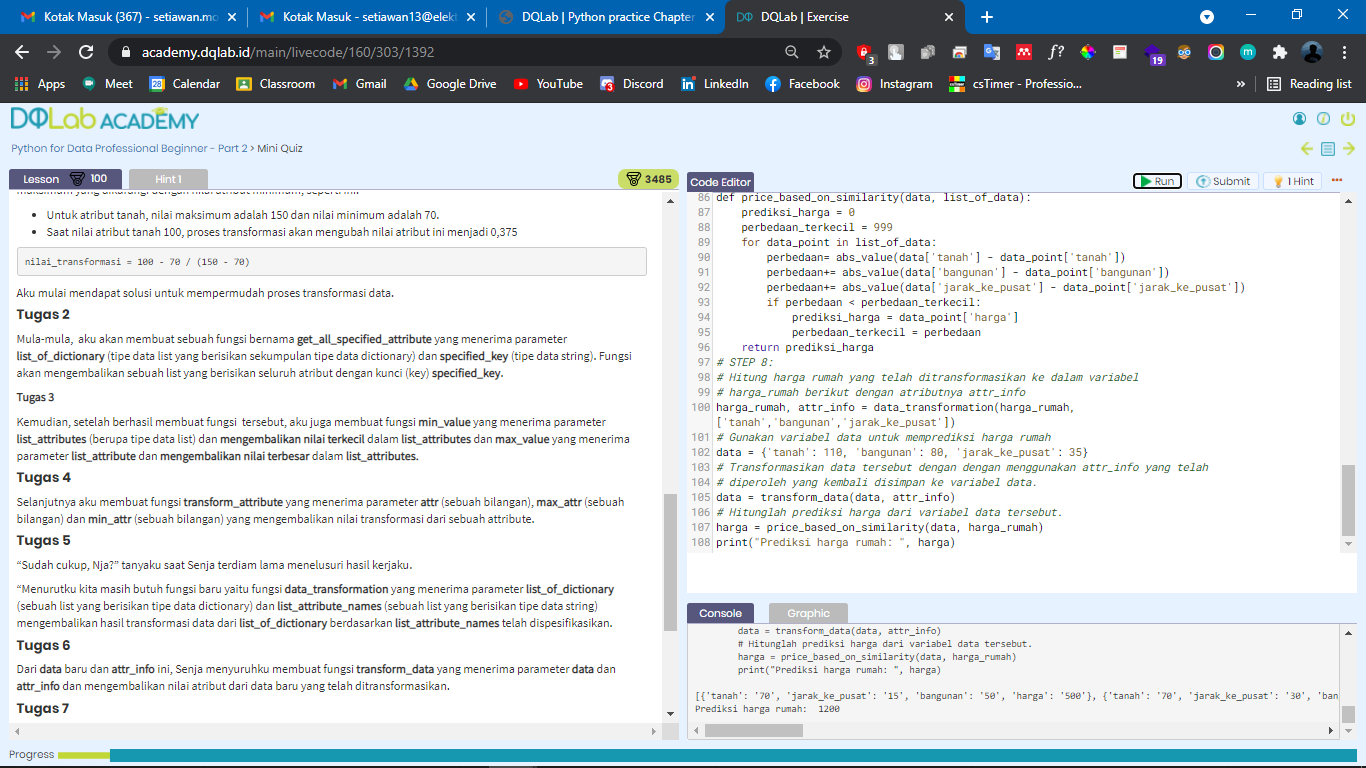 Kotak Masuk (367) - setiawan.mo
Kotak Masuk - setiawan13@elekt
DQLab | Python practice Chapter
DQLab | Exercise
academy.dqlab.id/main/livecode/160/303/1392
3
f?
19
m
Apps
Meet
28
Calendar
Classroom
Gmail
Google Drive
YouTube
3
Discord
LinkedIn
Facebook
Instagram
csTimer - Professio...
»
Reading list
DQLab ACADEMY
Python for Data Professional Beginner - Part 2 > Mini Quiz
Lesson 100
Hint 1
3485
Untuk atribut tanah, nilai maksimum adalah 150 dan nilai minimum adalah 70.
Saat nilai atribut tanah 100, proses transformasi akan mengubah nilai atribut ini menjadi 0,375
nilai_transformasi = 100 - 70 / (150 - 70)
Aku mulai mendapat solusi untuk mempermudah proses transformasi data.
Tugas 2
Mula-mula, aku akan membuat sebuah fungsi bernama get_all_specified_attribute yang menerima parameter
list_of_dictionary (tipe data list yang berisikan sekumpulan tipe data dictionary) dan specified_key (tipe data string). Fungsi
akan mengembalikan sebuah list yang berisikan seluruh atribut dengan kunci (key) specified_key.
Tugas 3
Kemudian, setelah berhasil membuat fungsi tersebut, aku juga membuat fungsi min_value yang menerima parameter
list_attributes (berupa tipe data list) dan mengembalikan nilai terkecil dalam list_attributes dan max_value yang menerima
parameter list_attribute dan mengembalikan nilai terbesar dalam list_attributes.
Tugas 4
Selanjutnya aku membuat fungsi transform_attribute yang menerima parameter attr (sebuah bilangan), max_attr (sebuah
bilangan) dan min_attr (sebuah bilangan) yang mengembalikan nilai transformasi dari sebuah attribute.
Tugas 5
“Sudah cukup, Nja?” tanyaku saat Senja terdiam lama menelusuri hasil kerjaku.
“Menurutku kita masih butuh fungsi baru yaitu fungsi data_transformation yang menerima parameter list_of_dictionary
(sebuah list yang berisikan tipe data dictionary) dan list_attribute_names (sebuah list yang berisikan tipe data string)
mengembalikan hasil transformasi data dari list_of_dictionary berdasarkan list_attribute_names telah dispesifikasikan.
Tugas 6
Dari data baru dan attr_info ini, Senja menyuruhku membuat fungsi transform_data yang menerima parameter data dan
attr_info dan mengembalikan nilai atribut dari data baru yang telah ditransformasikan.
Tugas 7
Progress
Code Editor
Run
Submit
1 Hint
86 def price_based_on_similarity(data, list_of_data):
87 prediksi_harga = 0
88 perbedaan_terkecil = 999
89 for data_point in list_of_data:
90 perbedaan= abs_value(data['tanah'] - data_point['tanah'])
91 perbedaan+= abs_value(data['bangunan'] - data_point['bangunan'])
92 perbedaan+= abs_value(data['jarak_ke_pusat'] - data_point['jarak_ke_pusat'])
93 if perbedaan < perbedaan_terkecil:
94 prediksi_harga = data_point['harga']
95 perbedaan_terkecil = perbedaan
96 return prediksi_harga
97 # STEP 8:
98 # Hitung harga rumah yang telah ditransformasikan ke dalam variabel
99 # harga_rumah berikut dengan atributnya attr_info
100 harga_rumah, attr_info = data_transformation(harga_rumah,
['tanah','bangunan','jarak_ke_pusat'])
101 # Gunakan variabel data untuk memprediksi harga rumah
102 data = {'tanah': 110, 'bangunan': 80, 'jarak_ke_pusat': 35}
103 # Transformasikan data tersebut dengan dengan menggunakan attr_info yang telah
104 # diperoleh yang kembali disimpan ke variabel data.
105 data = transform_data(data, attr_info)
106 # Hitunglah prediksi harga dari variabel data tersebut.
107 harga = price_based_on_similarity(data, harga_rumah)
108 print("Prediksi harga rumah: ", harga)
Console
Graphic
data = transform_data(data, attr_info)
# Hitunglah prediksi harga dari variabel data tersebut.
harga = price_based_on_similarity(data, harga_rumah)
print("Prediksi harga rumah: ", harga)
[{'tanah': '70', 'jarak_ke_pusat': '15', 'bangunan': '50', 'harga': '500'}, {'tanah': '70', 'jarak_ke_pusat': '30', 'ban
Prediksi harga rumah:  1200